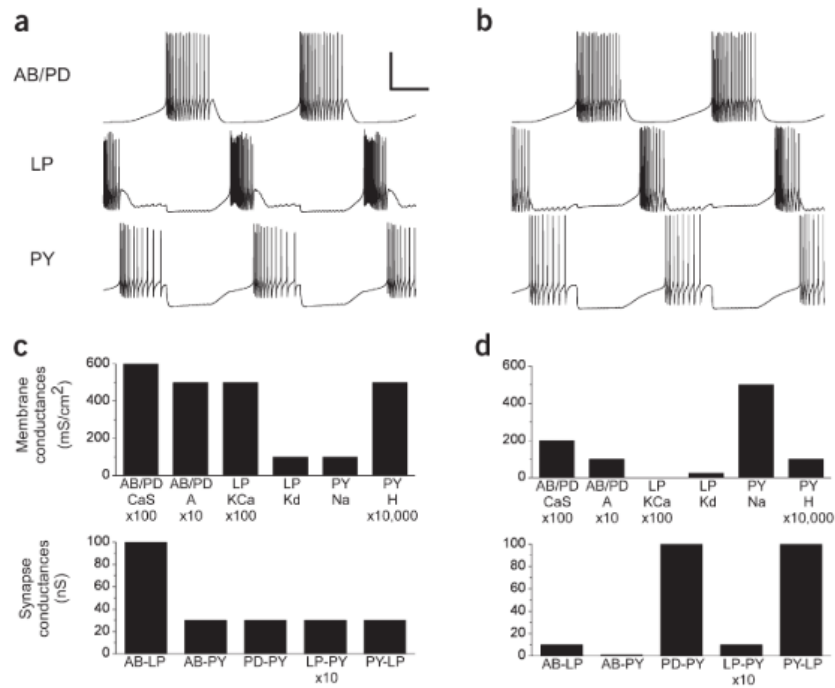 a
b
AB/PD
LP
PY
c
d
Membrane
conductances
(mS/cm²)
600
400
200
0
AB/PD AB/PD LP LP PY PY
CaS A KCa Kd Na H
x100 x10 x100 x10,000
600
400
200
0
AB/PD AB/PD LP LP PY PY
CaS A KCa Kd Na H
x100 x10 x100 x10,000
Synapse
conductances
(nS)
100
80
60
40
20
0
AB-LP AB-PY PD-PY LP-PY PY-LP
x10
100
80
60
40
20
0
AB-LP AB-PY PD-PY LP-PY PY-LP
x10